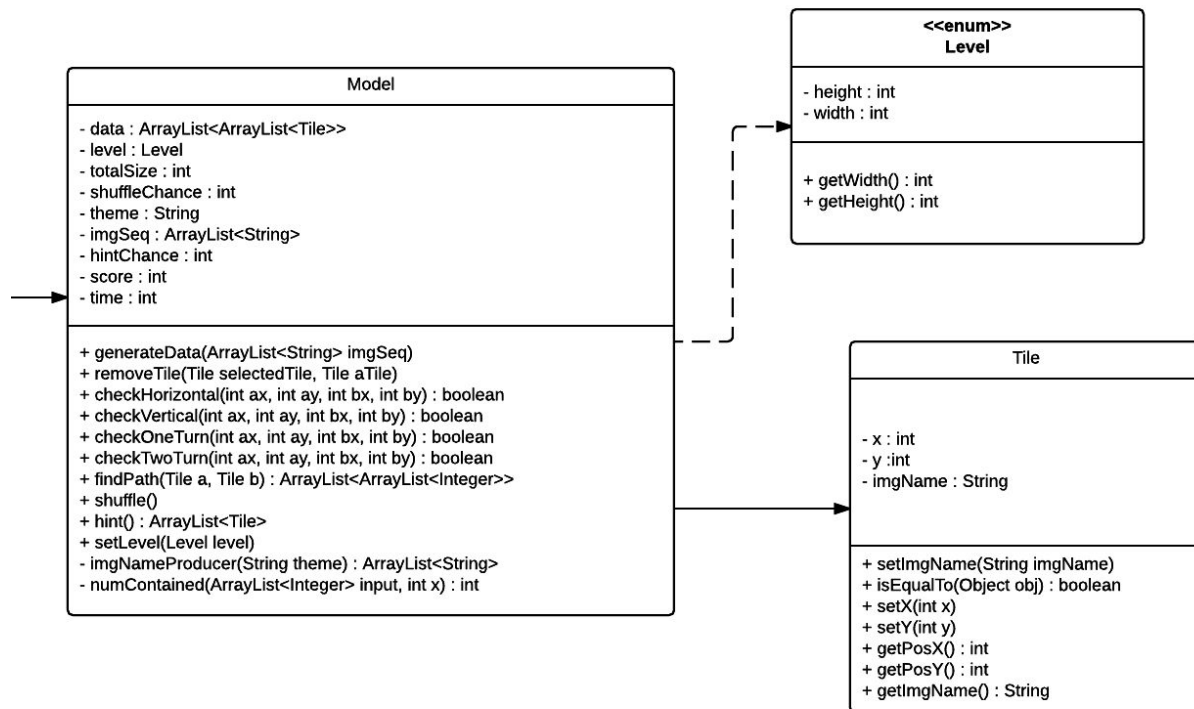 Model
- data : ArrayList<ArrayList<Tile>>
- level : Level
- totalSize : int
- shuffleChance : int
- theme : String
- imgSeq : ArrayList<String>
- hintChance : int
- score : int
- time : int
+ generateData(ArrayList<String> imgSeq)
+ removeTile(Tile selectedTile, Tile aTile)
+ checkHorizontal(int ax, int ay, int bx, int by) : boolean
+ checkVertical(int ax, int ay, int bx, int by) : boolean
+ checkOneTurn(int ax, int ay, int bx, int by) : boolean
+ checkTwoTurn(int ax, int ay, int bx, int by) : boolean
+ findPath(Tile a, Tile b) : ArrayList<ArrayList<Integer>>
+ shuffle()
+ hint() : ArrayList<Tile>
+ setLevel(Level level)
- imgNameProducer(String theme) : ArrayList<String>
- numContained(ArrayList<Integer> input, int x) : int
<<enum>>
Level
- height : int
- width : int
+ getWidth() : int
+ getHeight() : int
Tile
- x : int
- y :int
- imgName : String
+ setImgName(String imgName)
+ isEqualTo(Object obj) : boolean
+ setX(int x)
+ setY(int y)
+ getPosX() : int
+ getPosY() : int
+ getImgName() : String